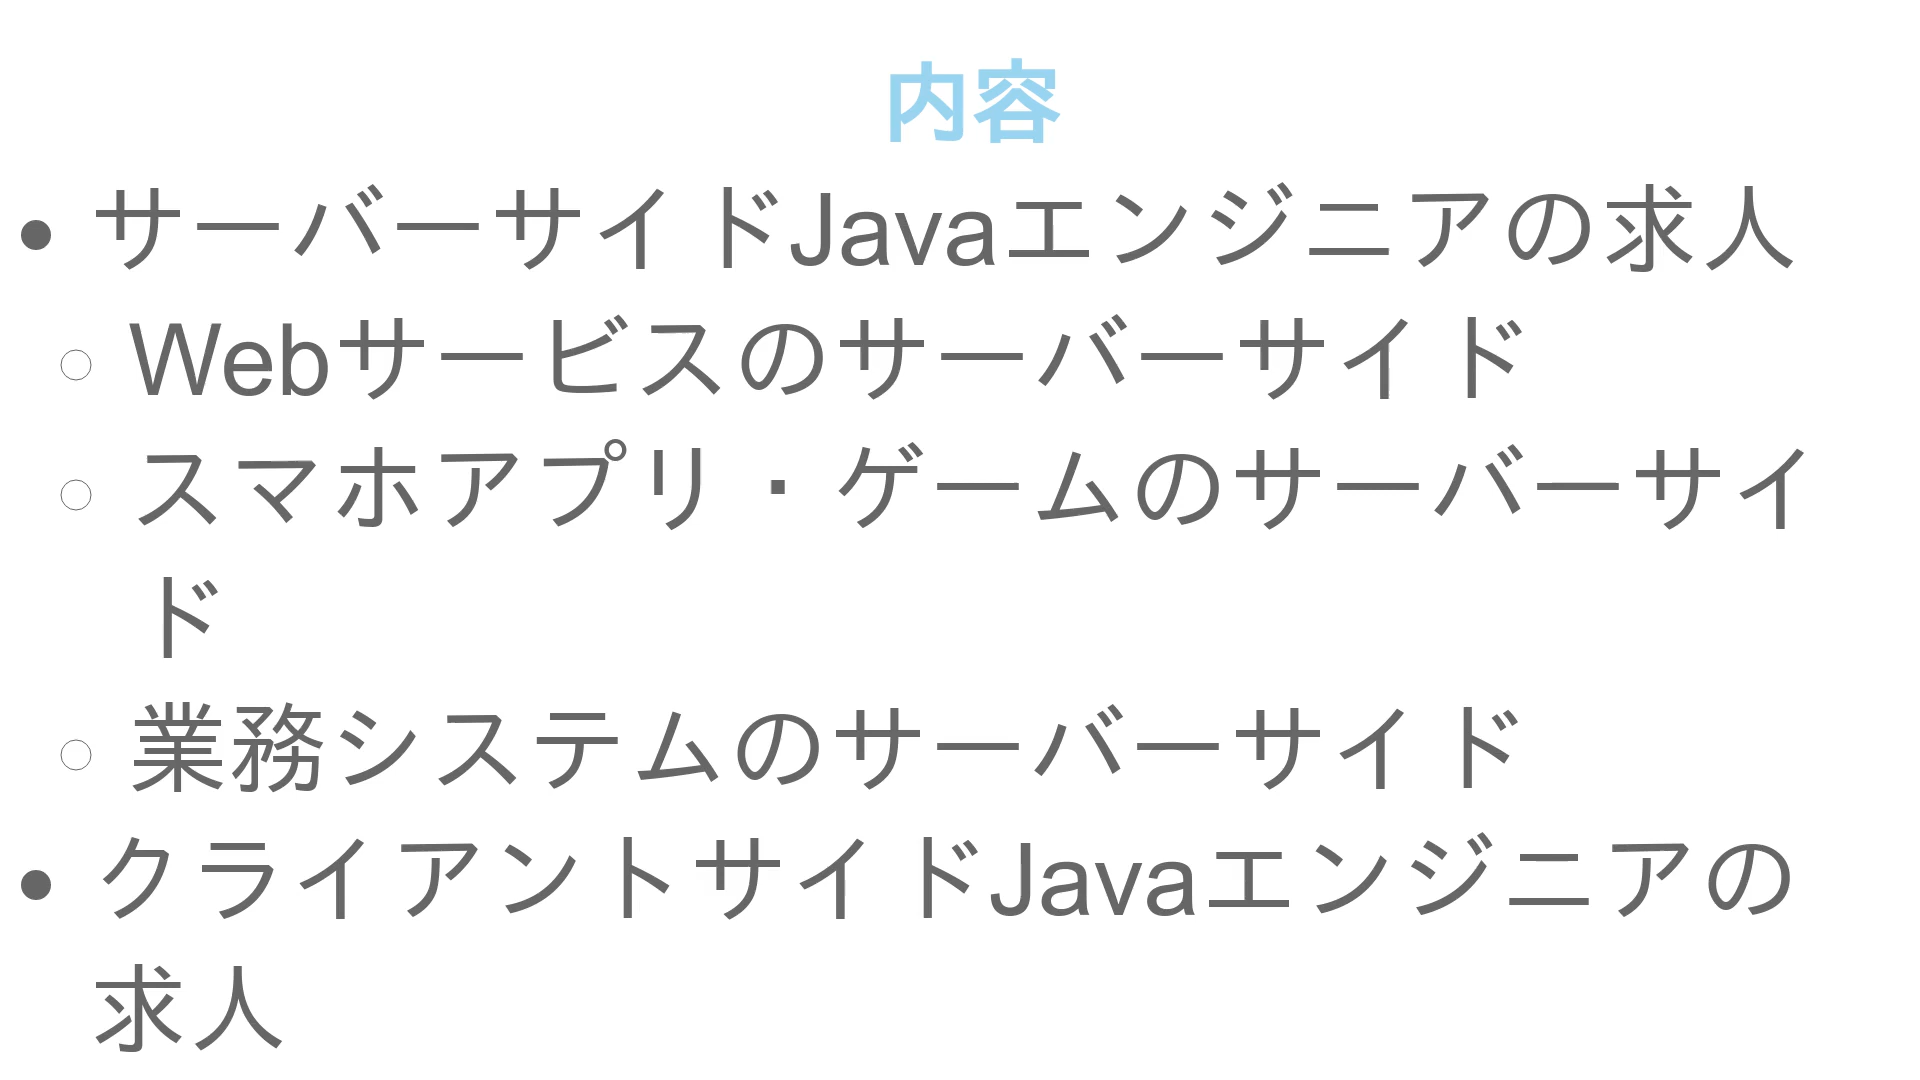 内容
• サーバーサイドJavaエンジニアの求人
○ Webサービスのサーバーサイド
○ スマホアプリ・ゲームのサーバーサイ
ド
○ 業務システムのサーバーサイド
• クライアントサイドJavaエンジニアの
求人